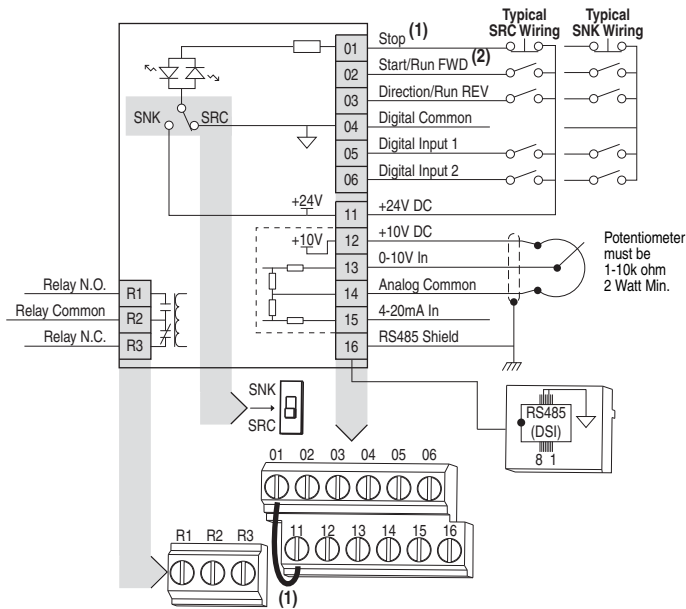 Typical
SRC Wiring
Typical
SNK Wiring
01 Stop (1)
02 Start/Run FWD (2)
03 Direction/Run REV
SNK SRC
04 Digital Common
05 Digital Input 1
06 Digital Input 2
+24V
11 +24V DC
+10V
12 +10V DC
13 0-10V In
14 Analog Common
15 4-20mA In
16 RS485 Shield
Potentiometer
must be
1-10k ohm
2 Watt Min.
Relay N.O. R1
Relay Common R2
Relay N.C. R3
SNK
SRC
RS485
(DSI)
8 1
01 02 03 04 05 06
11 12 13 14 15 16
R1 R2 R3
(1)